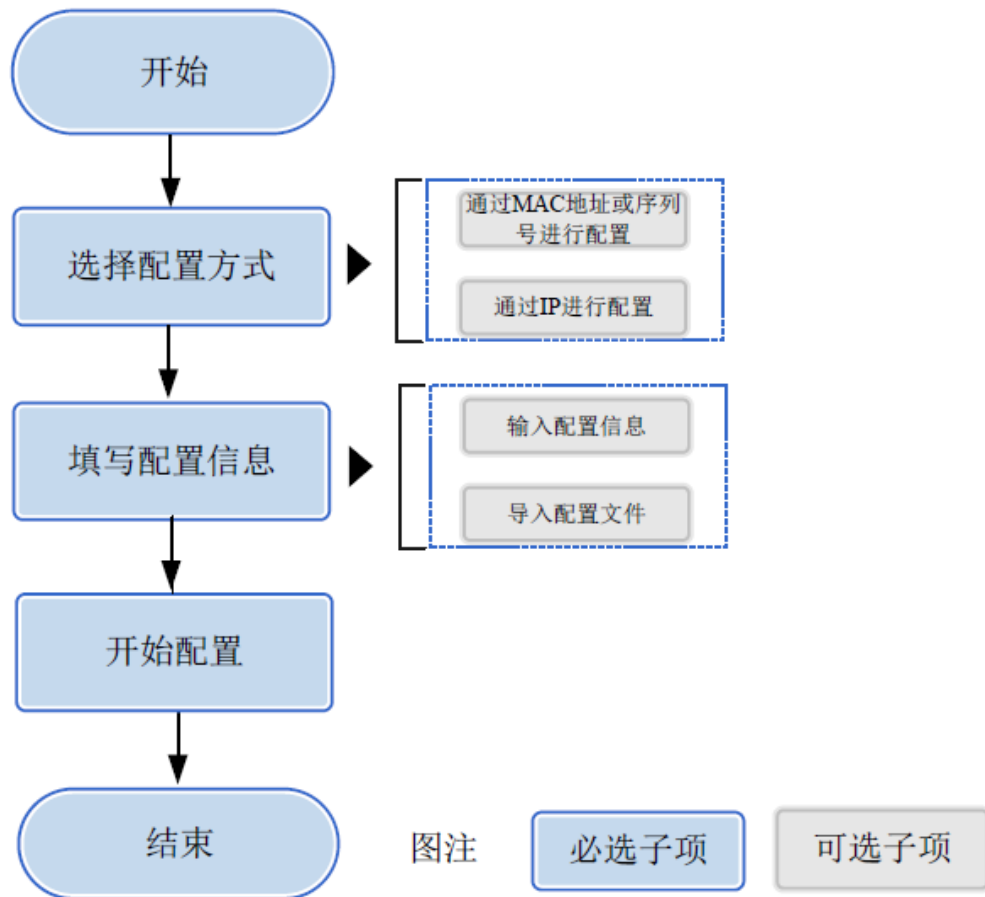 开始
选择配置方式
通过MAC地址或序列
号进行配置
通过IP进行配置
填写配置信息
输入配置信息
导入配置文件
开始配置
结束
图注
必选子项
可选子项